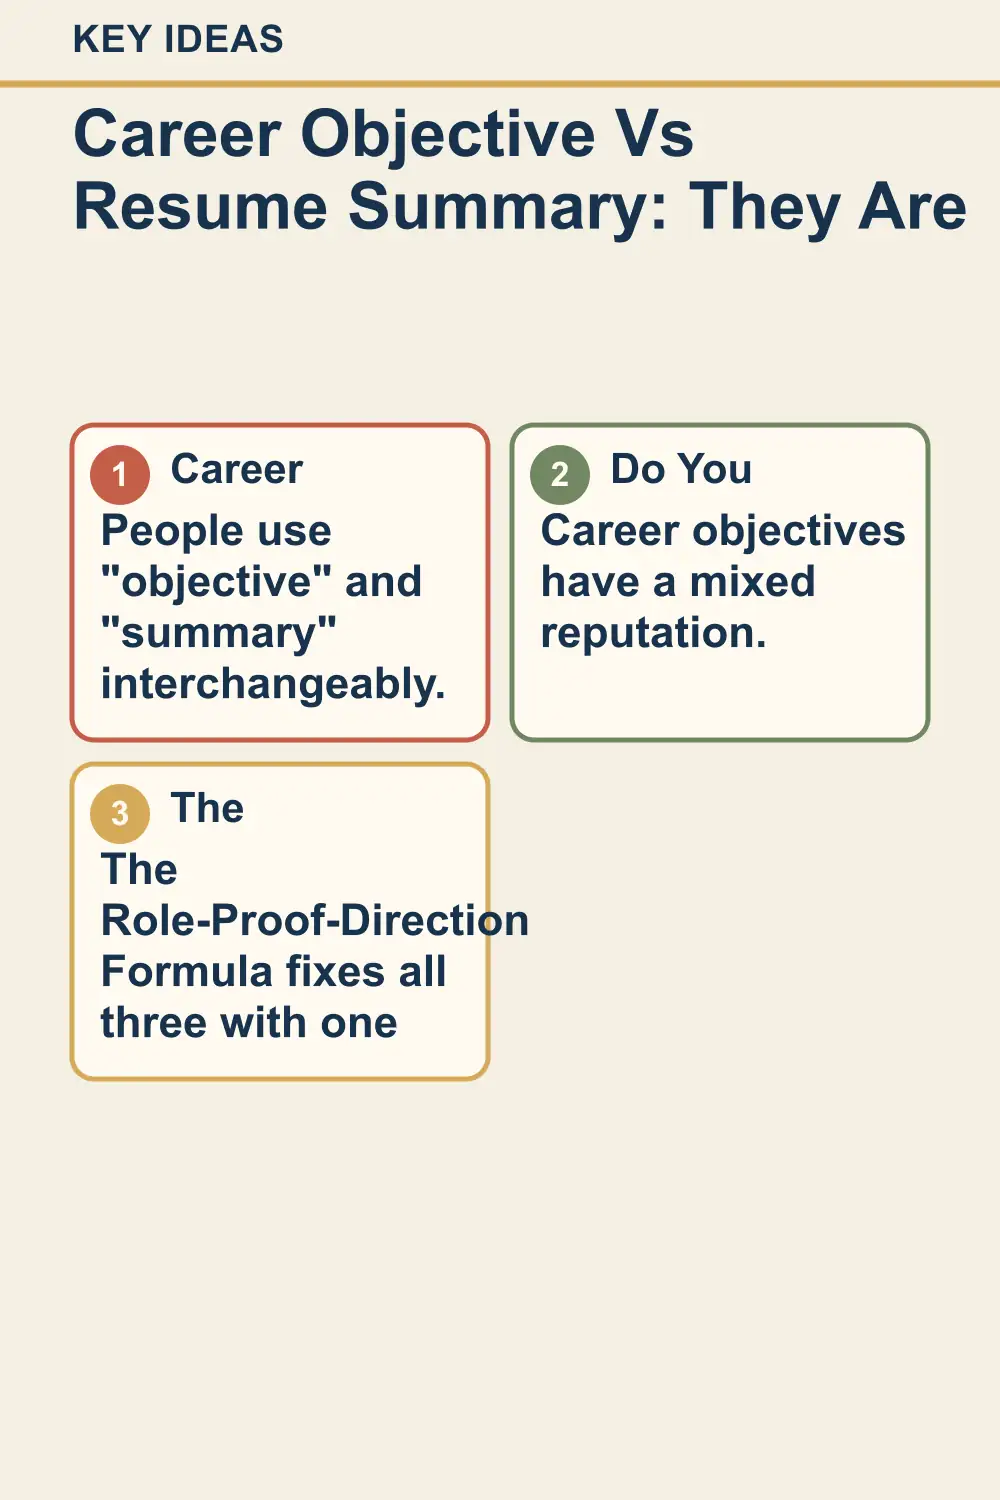 KEY IDEAS
Career Objective Vs
Resume Summary: They Are
1 Career
People use
"objective" and
"summary"
interchangeably.
2 Do You
Career objectives
have a mixed
reputation.
3 The
The
Role-Proof-Direction
Formula fixes all
three with one